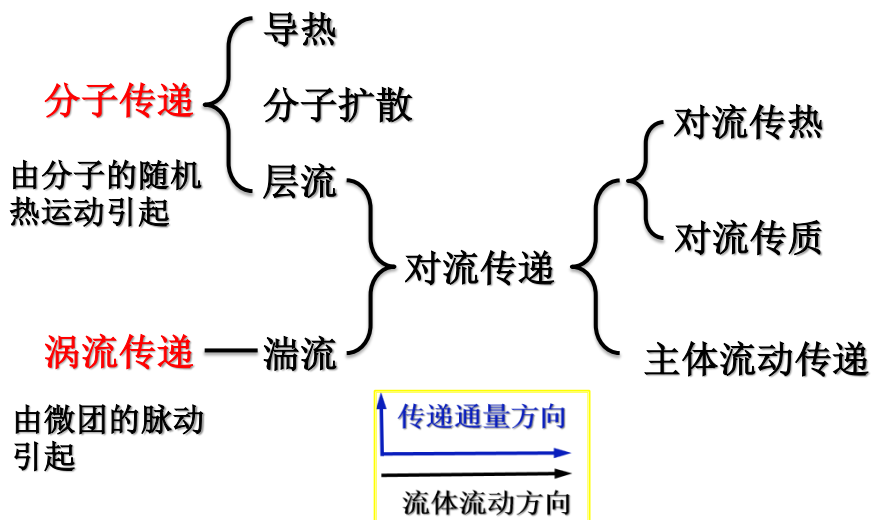 导热
分子传递
分子扩散
由分子的随机
热运动引起
层流
对流传热
对流传质
对流传递
涡流传递
湍流
主体流动传递
由微团的脉动
引起
传递通量方向
流体流动方向